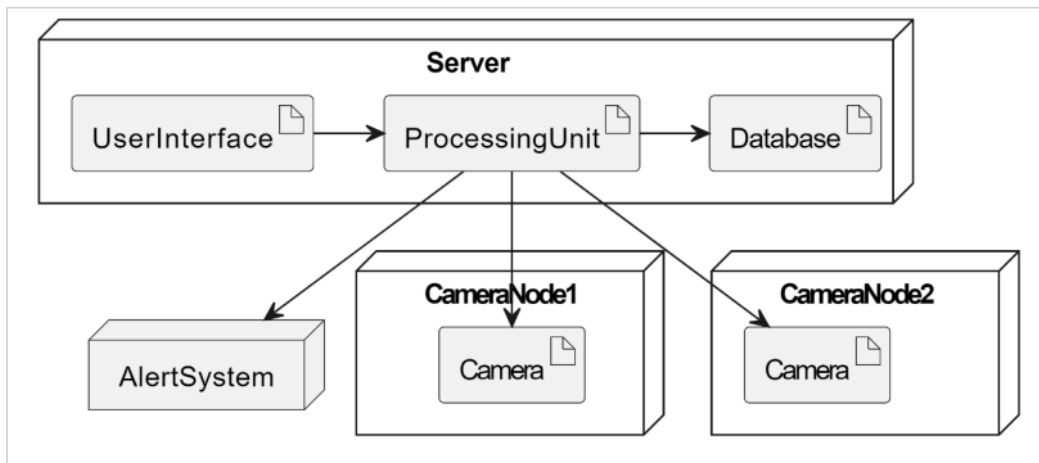 Server
UserInterface
ProcessingUnit
Database
CameraNode1
CameraNode2
AlertSystem
Camera
Camera